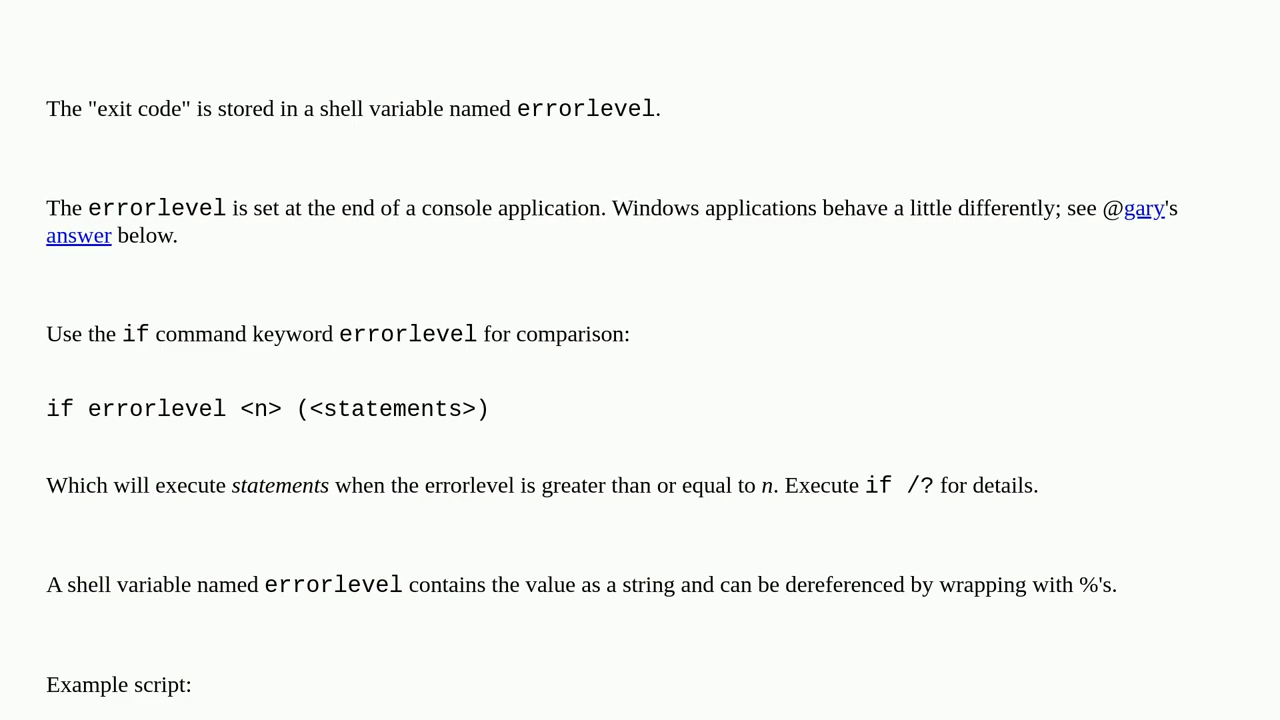 The "exit code" is stored in a shell variable named errorlevel.
The errorlevel is set at the end of a console application. Windows applications behave a little differently; see @gary's
answer below.
Use the if command keyword errorlevel for comparison:
if errorlevel <n> (<statements>)
Which will execute statements when the errorlevel is greater than or equal to n. Execute if /? for details.
A shell variable named errorlevel contains the value as a string and can be dereferenced by wrapping with %'s.
Example script: